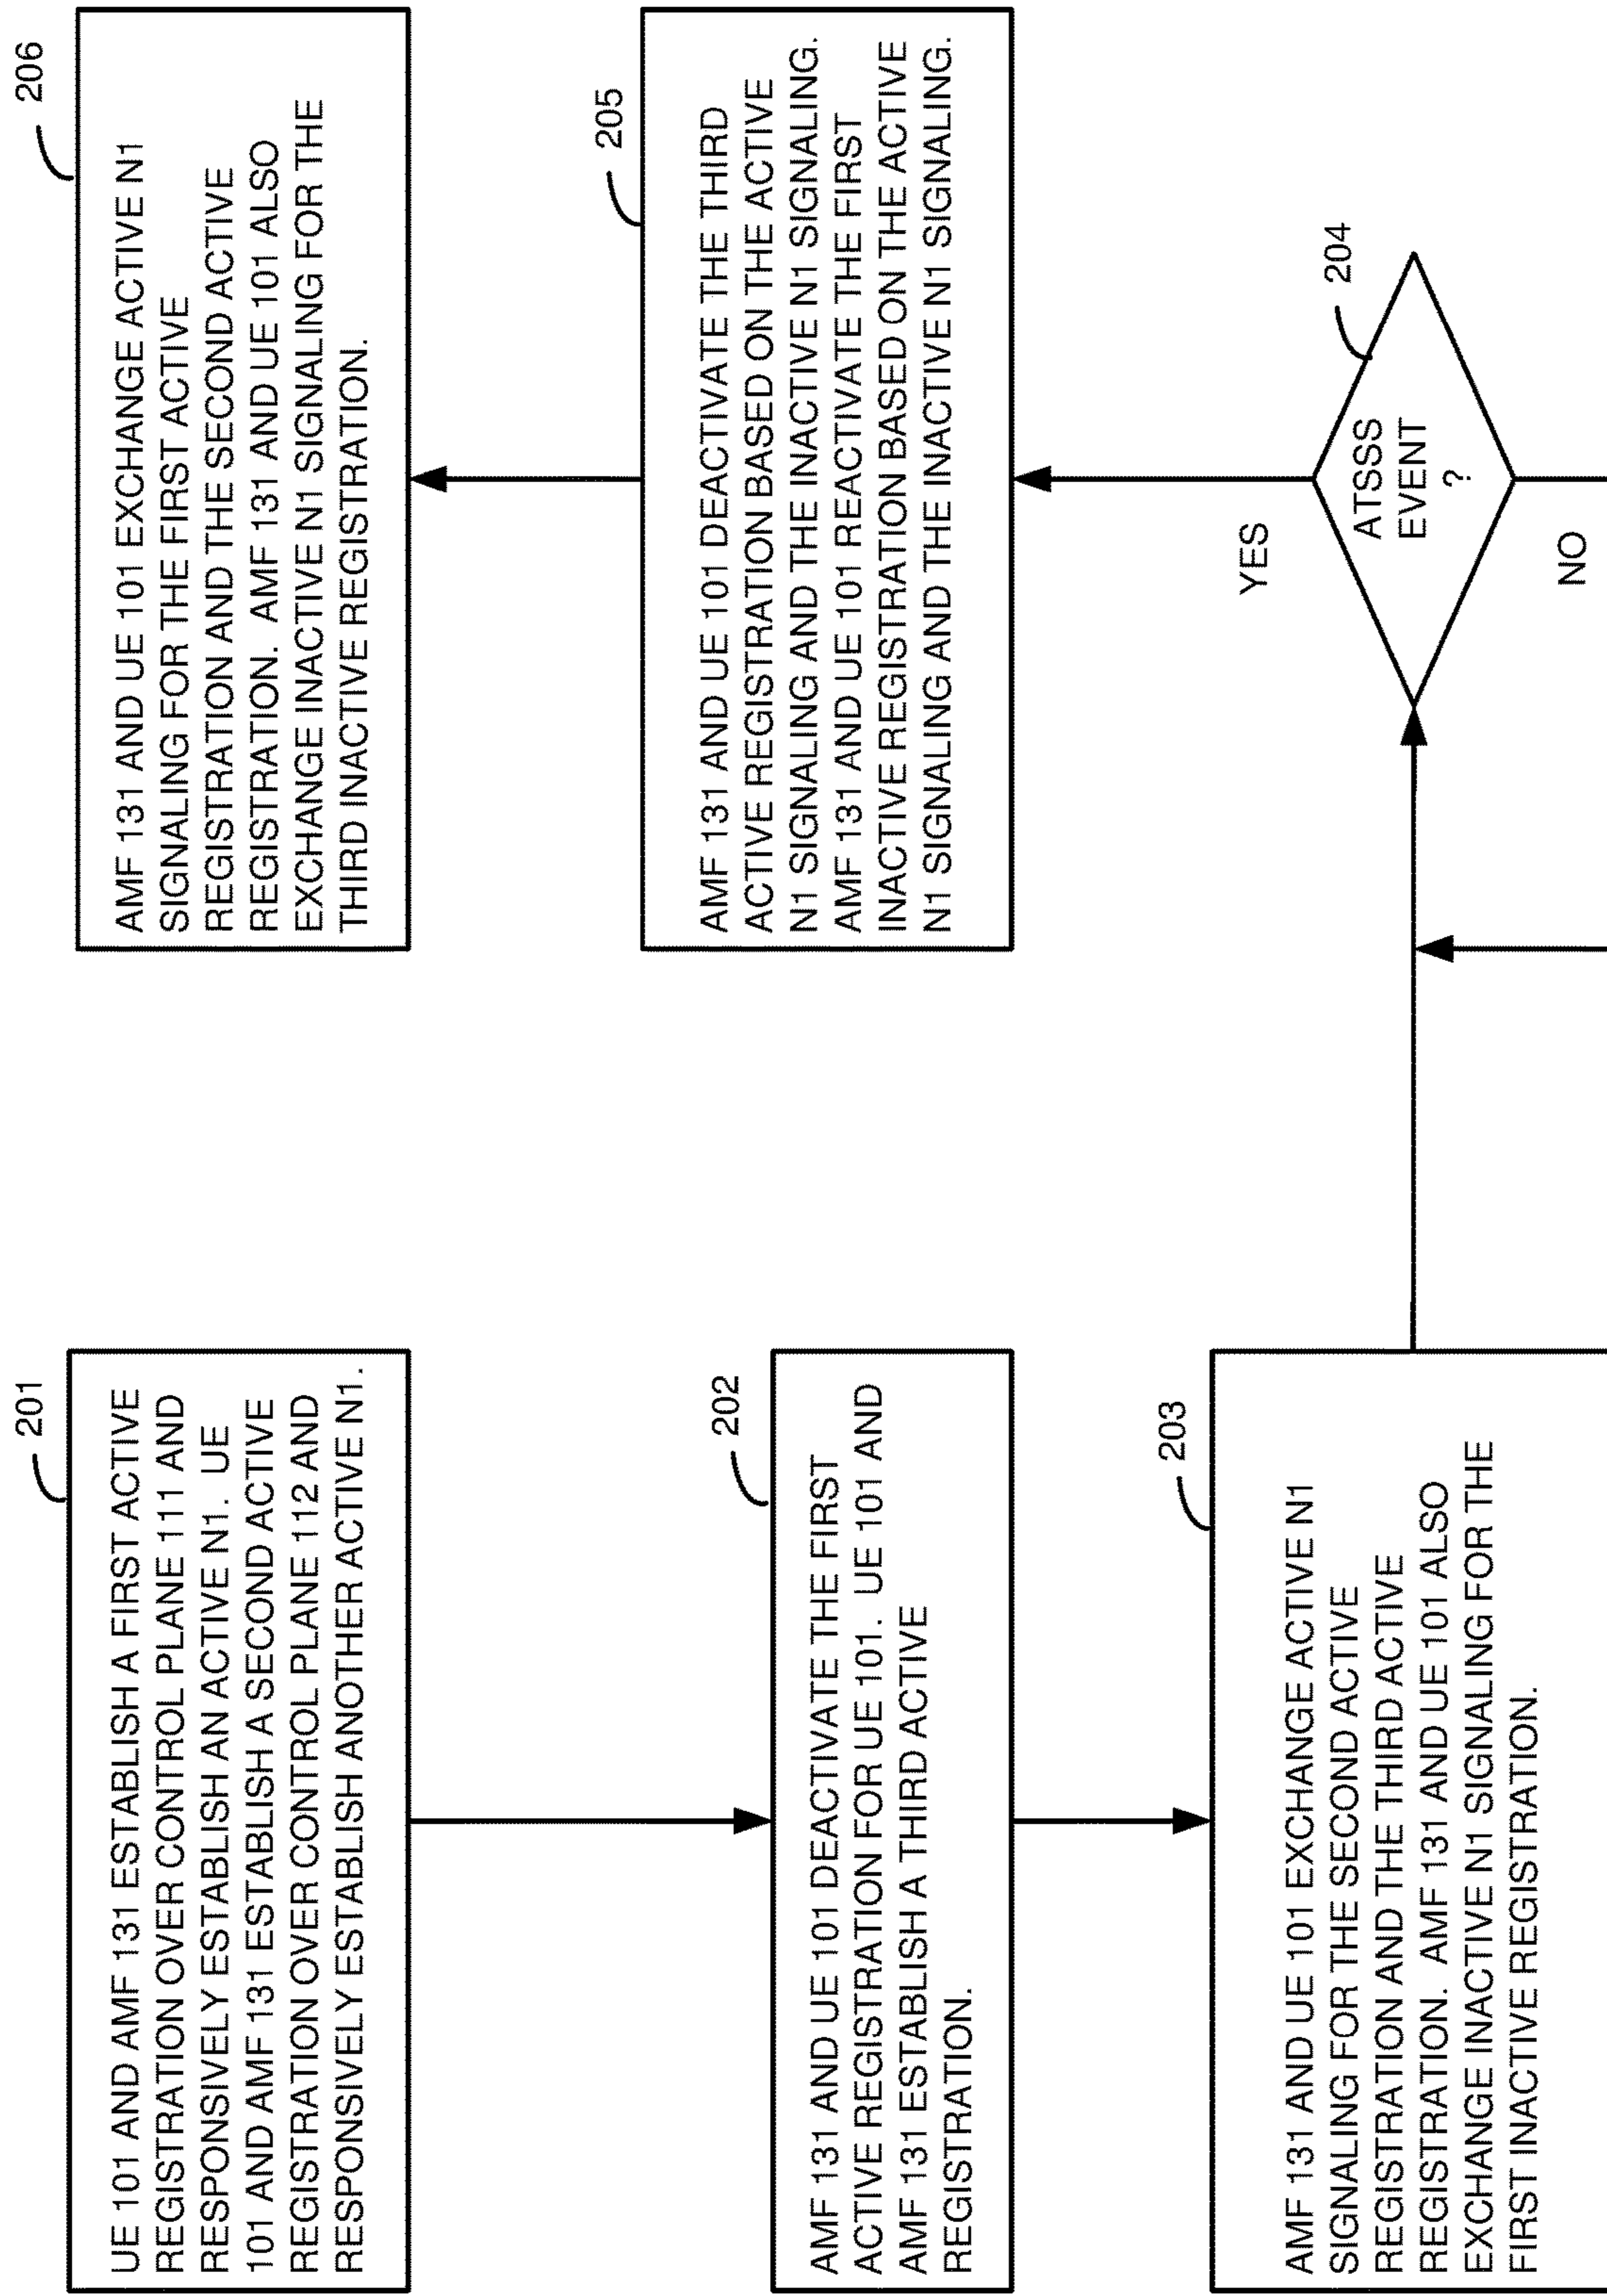 201
UE 101 AND AMF 131 ESTABLISH A FIRST ACTIVE
REGISTRATION OVER CONTROL PLANE 111 AND
RESPONSIVELY ESTABLISH AN ACTIVE N1. UE
101 AND AMF 131 ESTABLISH A SECOND ACTIVE
REGISTRATION OVER CONTROL PLANE 112 AND
RESPONSIVELY ESTABLISH ANOTHER ACTIVE N1.
202
AMF 131 AND UE 101 DEACTIVATE THE FIRST
ACTIVE REGISTRATION FOR UE 101. UE 101 AND
AMF 131 ESTABLISH A THIRD ACTIVE
REGISTRATION.
203
AMF 131 AND UE 101 EXCHANGE ACTIVE N1
SIGNALING FOR THE SECOND ACTIVE
REGISTRATION AND THE THIRD ACTIVE
REGISTRATION. AMF 131 AND UE 101 ALSO
EXCHANGE INACTIVE N1 SIGNALING FOR THE
FIRST INACTIVE REGISTRATION.
204
ATSSS
EVENT
?
YES
NO
205
AMF 131 AND UE 101 DEACTIVATE THE THIRD
ACTIVE REGISTRATION BASED ON THE ACTIVE
N1 SIGNALING AND THE INACTIVE N1 SIGNALING.
AMF 131 AND UE 101 REACTIVATE THE FIRST
INACTIVE REGISTRATION BASED ON THE ACTIVE
N1 SIGNALING AND THE INACTIVE N1 SIGNALING.
206
AMF 131 AND UE 101 EXCHANGE ACTIVE N1
SIGNALING FOR THE FIRST ACTIVE
REGISTRATION AND THE SECOND ACTIVE
REGISTRATION. AMF 131 AND UE 101 ALSO
EXCHANGE INACTIVE N1 SIGNALING FOR THE
THIRD INACTIVE REGISTRATION.